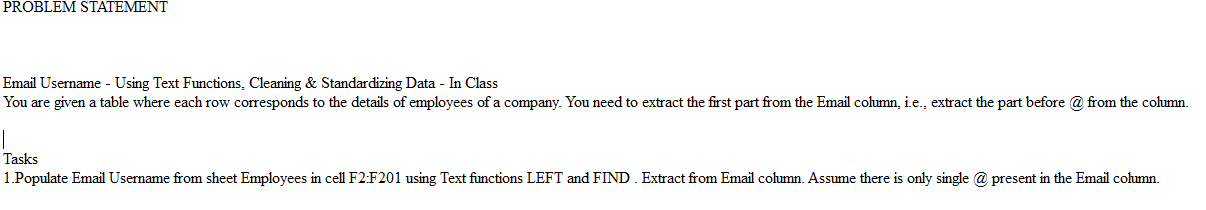 PROBLEM STATEMENT
Email Username - Using Text Functions, Cleaning & Standardizing Data - In Class
You are given a table where each row corresponds to the details of employees of a company. You need to extract the first part from the Email column, i.e., extract the part before @ from the column.
Tasks
1.Populate Email Username from sheet Employees in cell F2:F201 using Text functions LEFT and FIND . Extract from Email column. Assume there is only single @ present in the Email column.